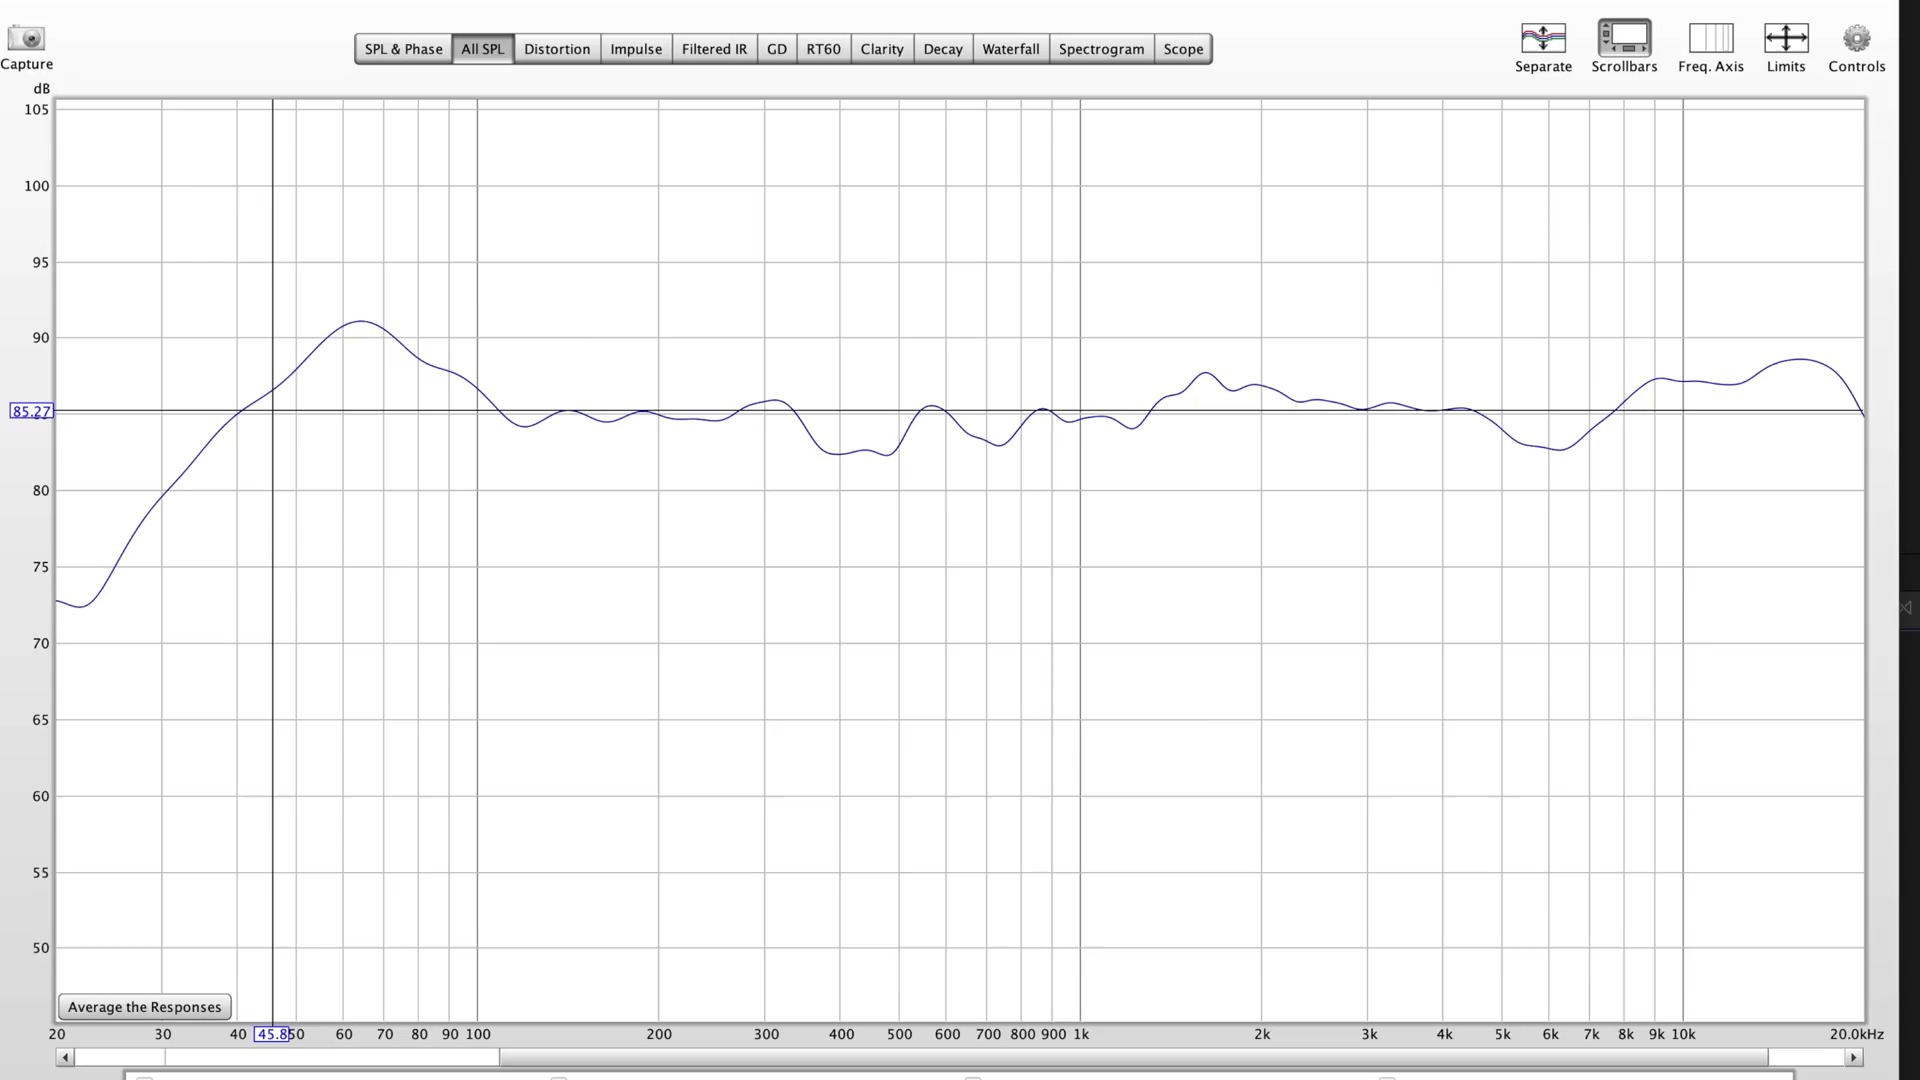 Capture
SPL & Phase All SPL Distortion Impulse Filtered IR GD RT60 Clarity Decay Waterfall Spectrogram Scope
Separate Scrollbars Freq. Axis Limits Controls
dB
105
100
95
90
85.27
80
75
70
65
60
55
50
Average the Responses
20 30 40 45.8 50 60 70 80 90 100 200 300 400 500 600 700 800 900 1k 2k 3k 4k 5k 6k 7k 8k 9k 10k 20.0kHz